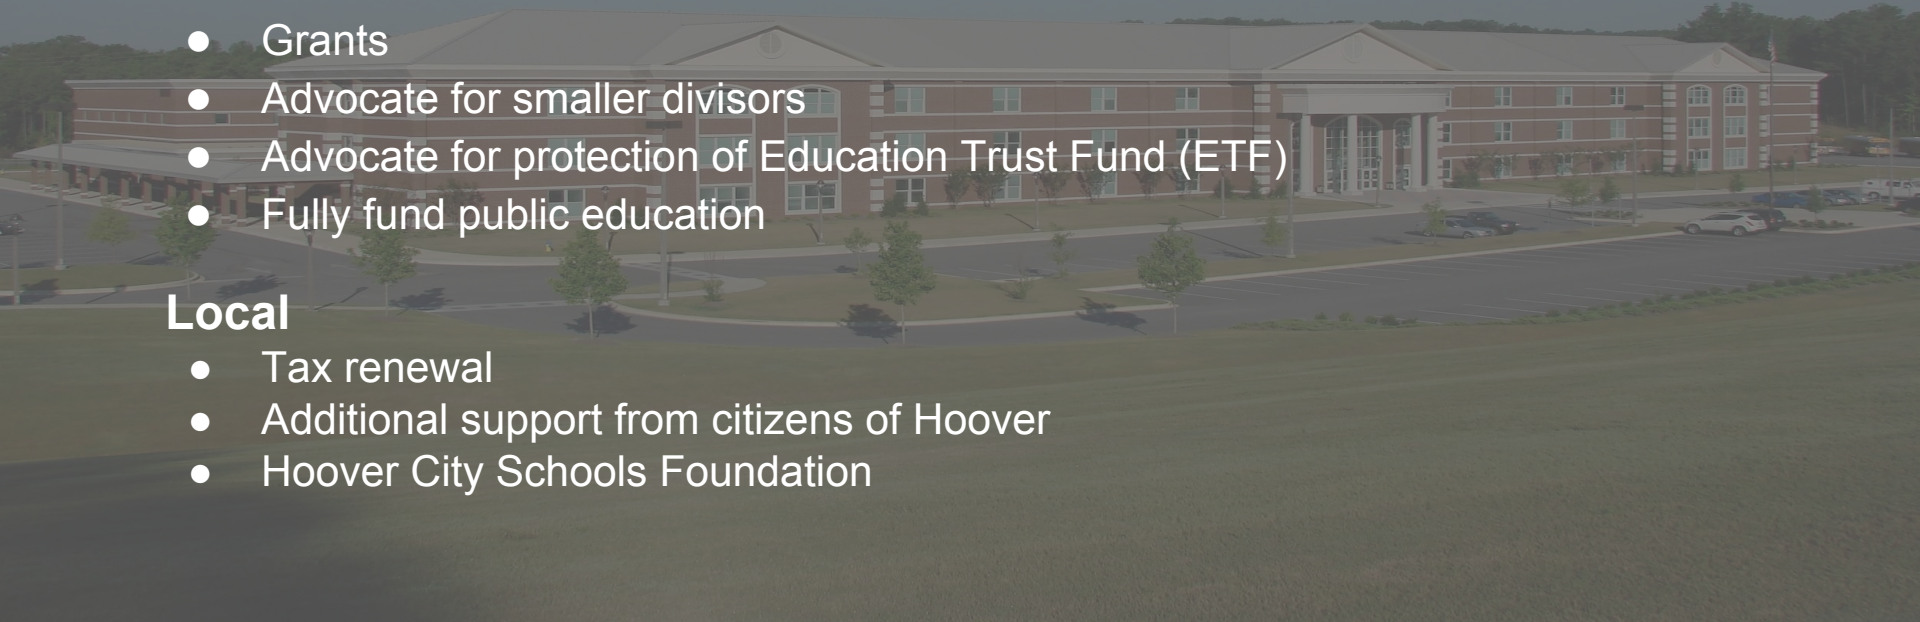 ● Grants
● Advocate for smaller divisors
● Advocate for protection of Education Trust Fund (ETF)
● Fully fund public education
Local
● Tax renewal
● Additional support from citizens of Hoover
● Hoover City Schools Foundation